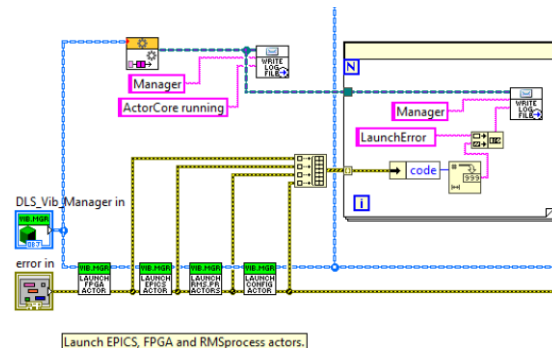 WRITE
LOG
FILE
Manager
ActorCore running
N
WRITE
LOG
FILE
Manager
LaunchError
code
i
DLS_Vib_Manager in
VIB.MGR
OBJ
error in
VIB.MGR
LAUNCH
FPGA
ACTOR
VIB.MGR
LAUNCH
EPICS
ACTOR
VIB.MGR
LAUNCH
RMS.PR
ACTORS
VIB.MGR
LAUNCH
CONFIG
ACTOR
Launch EPICS, FPGA and RMSprocess actors.